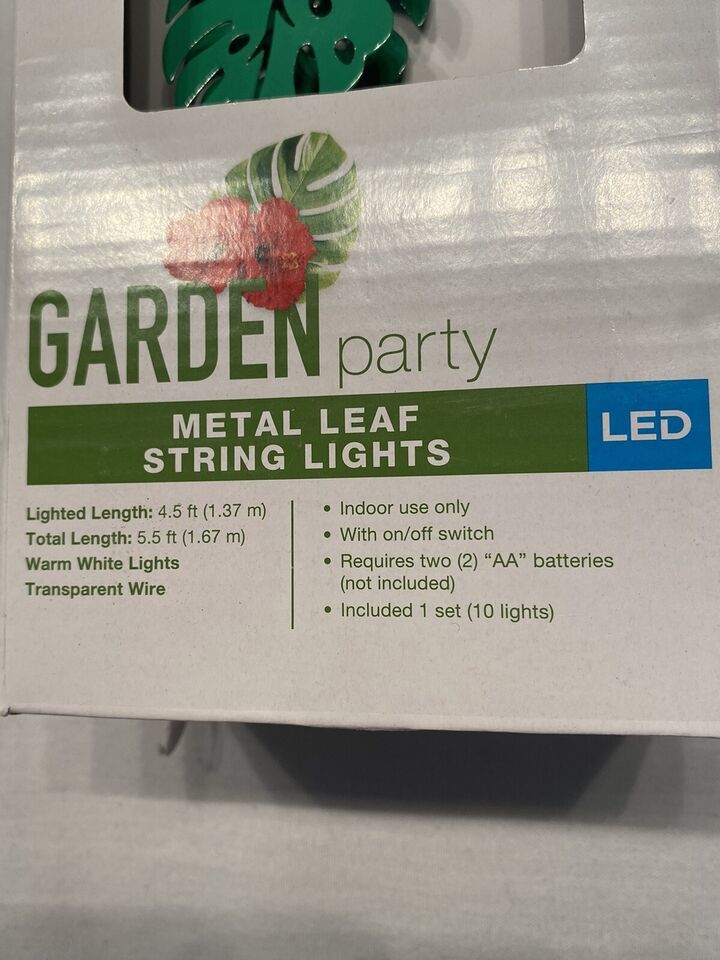 GARDEN party
METAL LEAF
STRING LIGHTS
LED
Lighted Length: 4.5 ft (1.37 m)
Total Length: 5.5 ft (1.67 m)
Warm White Lights
Transparent Wire
• Indoor use only
• With on/off switch
• Requires two (2) “AA” batteries
(not included)
• Included 1 set (10 lights)